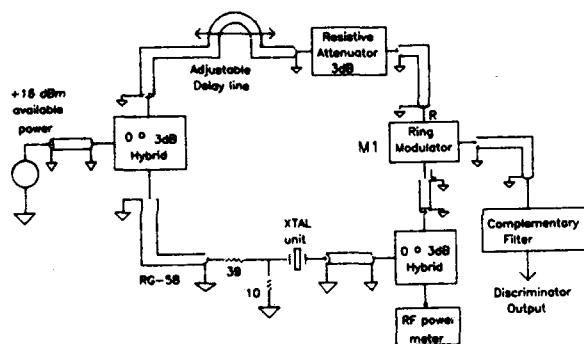 +16 dBm
available
power
0 ° 3dB
Hybrid
Adjustable
Delay line
Resistive
Attenuator
3dB
R
M1
Ring
Modulator
Complementary
Filter
Discriminator
Output
RG-58
39
10
XTAL
unit
0 ° 3dB
Hybrid
RF power
meter